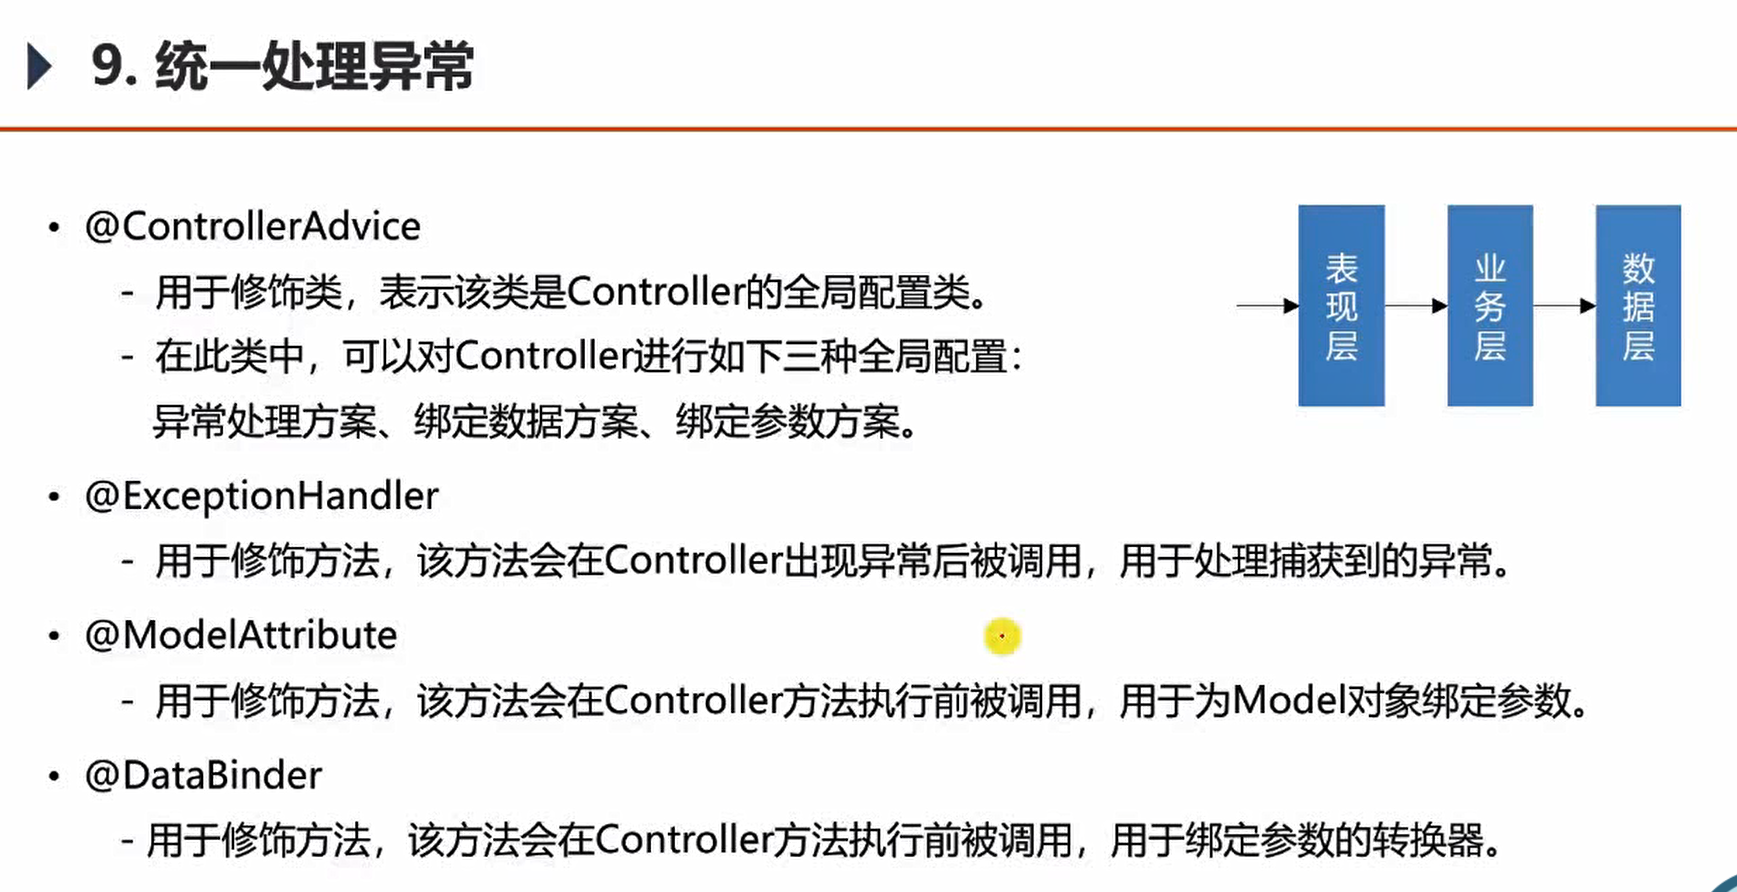 9. 统一处理异常
• @ControllerAdvice
- 用于修饰类，表示该类是Controller的全局配置类。
- 在此类中，可以对Controller进行如下三种全局配置：
异常处理方案、绑定数据方案、绑定参数方案。
表现层
业务层
数据层
• @ExceptionHandler
- 用于修饰方法，该方法会在Controller出现异常后被调用，用于处理捕获到的异常。
• @ModelAttribute
- 用于修饰方法，该方法会在Controller方法执行前被调用，用于为Model对象绑定参数。
• @DataBinder
- 用于修饰方法，该方法会在Controller方法执行前被调用，用于绑定参数的转换器。